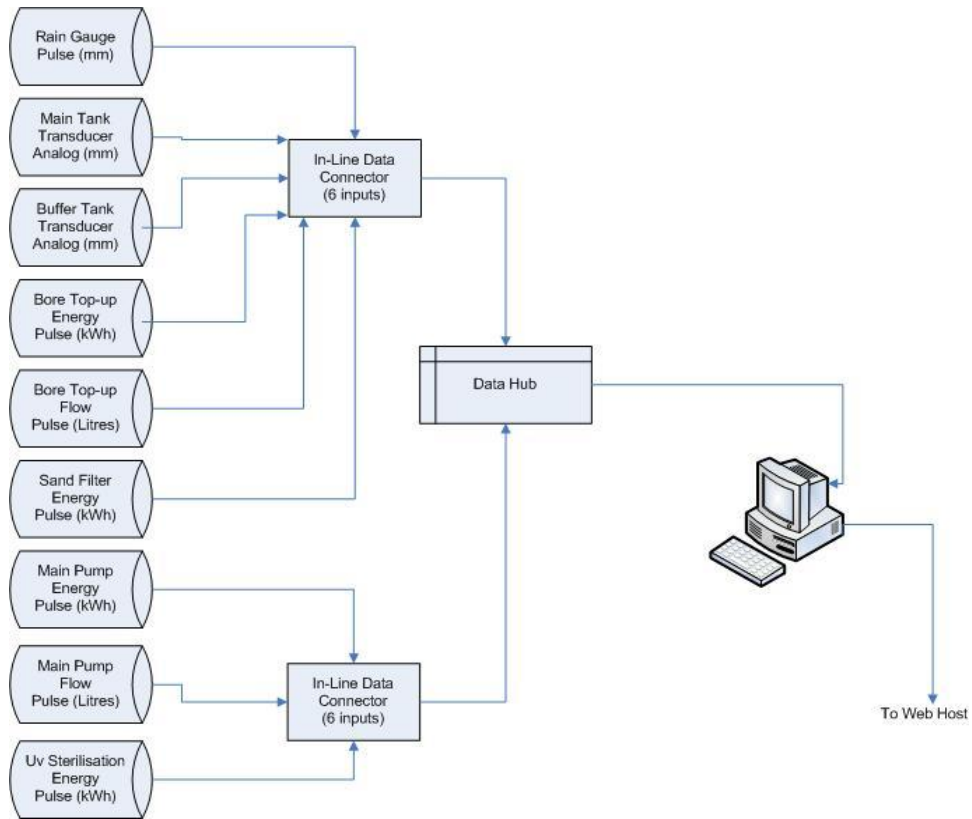 Rain Gauge
Pulse (mm)
Main Tank
Transducer
Analog (mm)
Buffer Tank
Transducer
Analog (mm)
Bore Top-up
Energy
Pulse (kWh)
Bore Top-up
Flow
Pulse (Litres)
Sand Filter
Energy
Pulse (kWh)
Main Pump
Energy
Pulse (kWh)
Main Pump
Flow
Pulse (Litres)
Uv Sterilisation
Energy
Pulse (kWh)
In-Line Data
Connector
(6 inputs)
In-Line Data
Connector
(6 inputs)
Data Hub
To Web Host